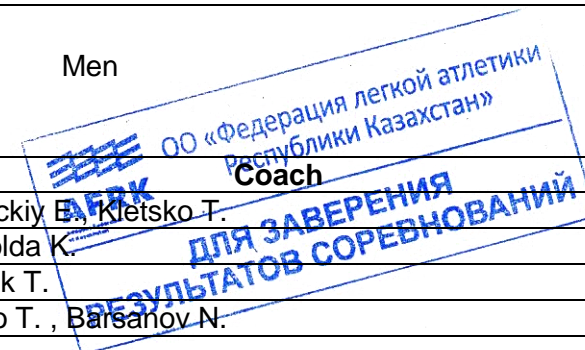 Men
ОО «Федерация легкой атлетики
Республики Казахстан»
AFRK
Coach
ckiy E., Kletsko T.
olda K.
ДЛЯ ЗАВЕРЕНИЯ
k T.
РЕЗУЛЬТАТОВ СОРЕВНОВАНИЙ
o T. , Barsanov N.